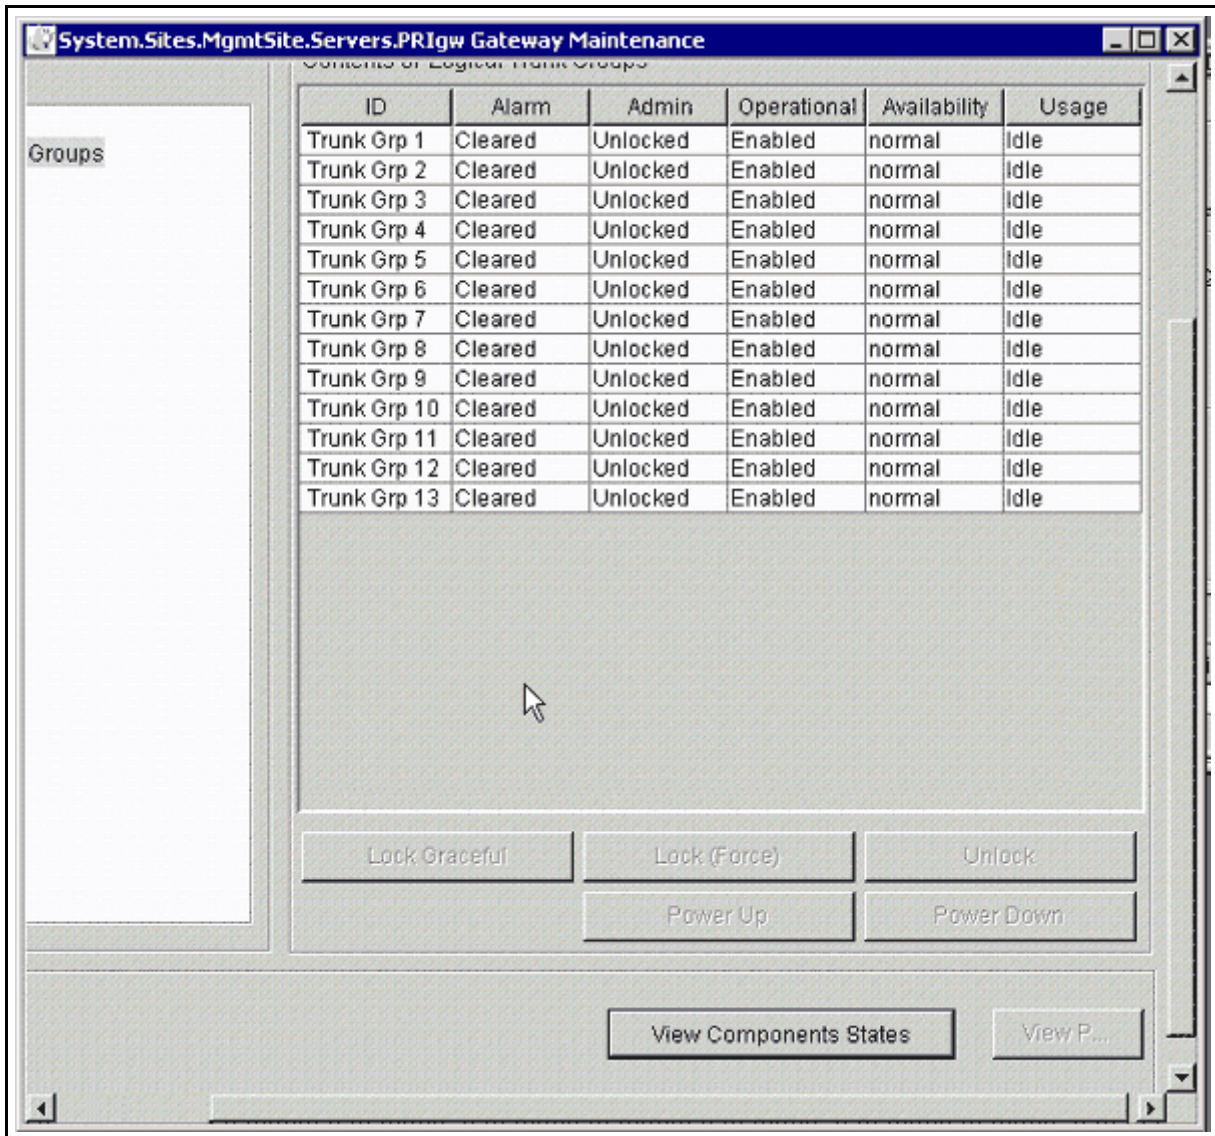 System.Sites.MgmtSite.Servers.PRIgw Gateway Maintenance
Contents of Logical Trunk Groups
Groups
ID Alarm Admin Operational Availability Usage
Trunk Grp 1 Cleared Unlocked Enabled normal Idle
Trunk Grp 2 Cleared Unlocked Enabled normal Idle
Trunk Grp 3 Cleared Unlocked Enabled normal Idle
Trunk Grp 4 Cleared Unlocked Enabled normal Idle
Trunk Grp 5 Cleared Unlocked Enabled normal Idle
Trunk Grp 6 Cleared Unlocked Enabled normal Idle
Trunk Grp 7 Cleared Unlocked Enabled normal Idle
Trunk Grp 8 Cleared Unlocked Enabled normal Idle
Trunk Grp 9 Cleared Unlocked Enabled normal Idle
Trunk Grp 10 Cleared Unlocked Enabled normal Idle
Trunk Grp 11 Cleared Unlocked Enabled normal Idle
Trunk Grp 12 Cleared Unlocked Enabled normal Idle
Trunk Grp 13 Cleared Unlocked Enabled normal Idle
Lock Graceful Lock (Force) Unlock
Power Up Power Down
View Components States View P...